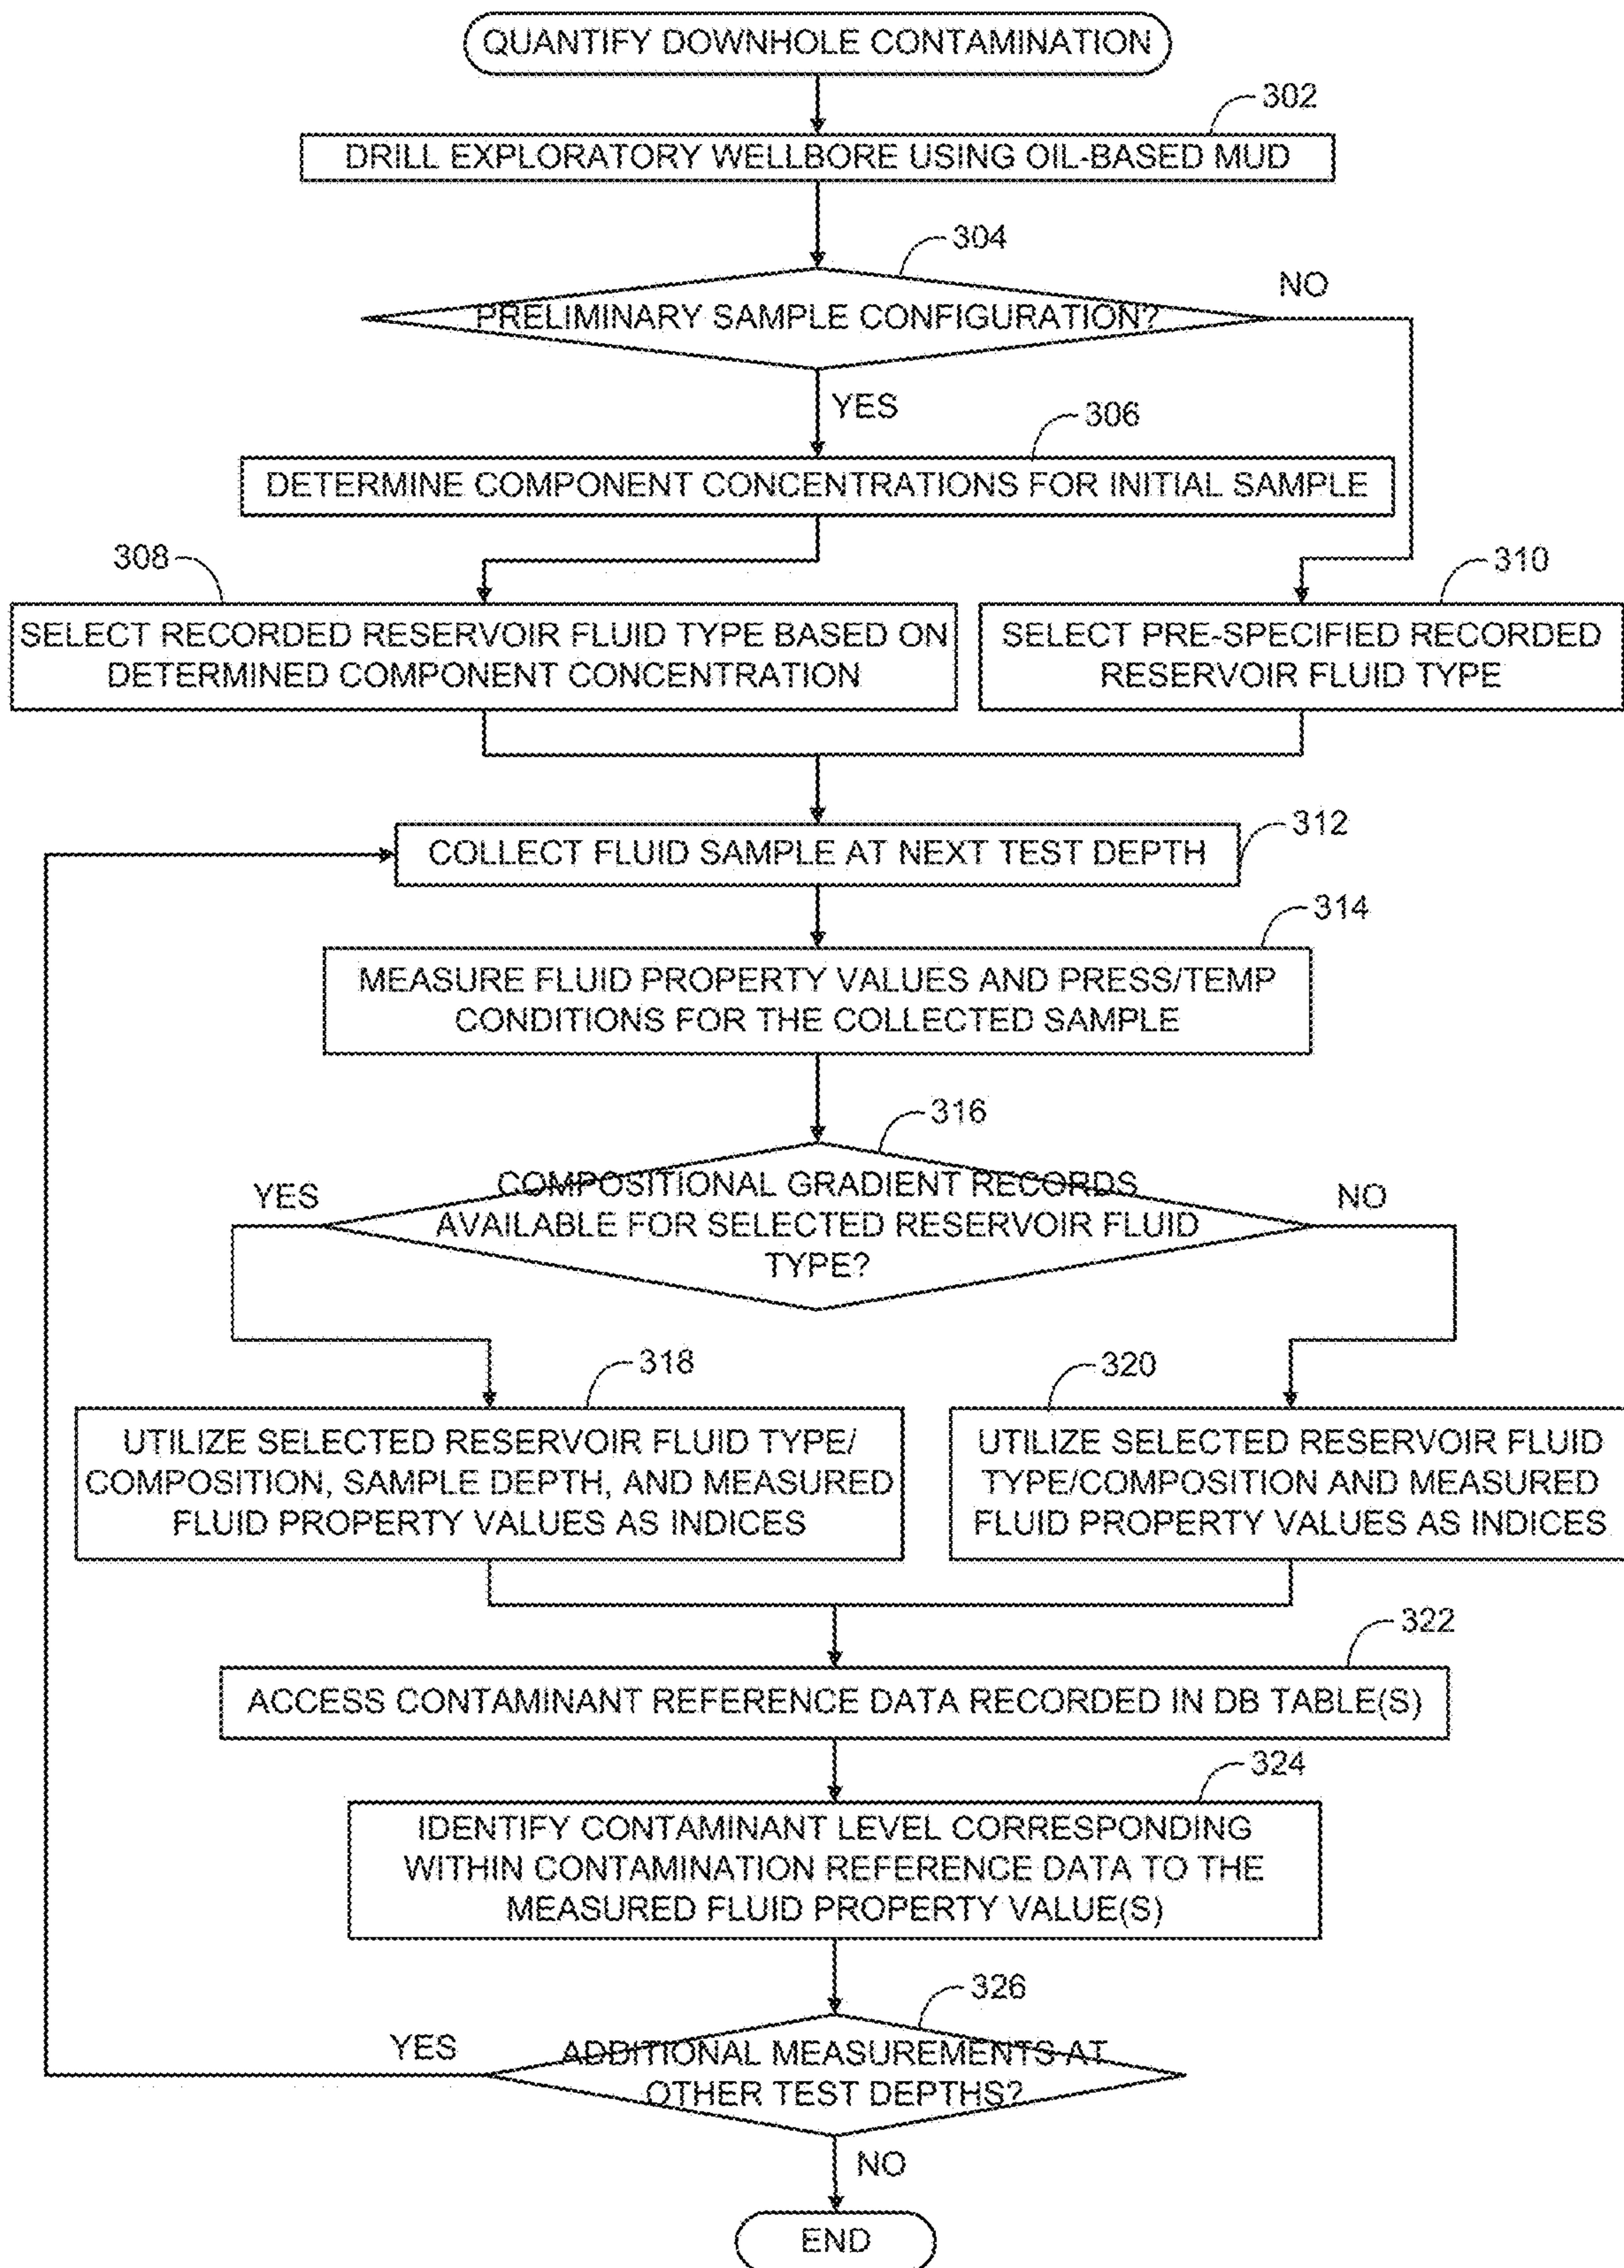 QUANTIFY DOWNHOLE CONTAMINATION
302
DRILL EXPLORATORY WELLBORE USING OIL-BASED MUD
304
NO
PRELIMINARY SAMPLE CONFIGURATION?
YES
306
DETERMINE COMPONENT CONCENTRATIONS FOR INITIAL SAMPLE
308
310
SELECT RECORDED RESERVOIR FLUID TYPE BASED ON
DETERMINED COMPONENT CONCENTRATION
SELECT PRE-SPECIFIED RECORDED
RESERVOIR FLUID TYPE
312
COLLECT FLUID SAMPLE AT NEXT TEST DEPTH
314
MEASURE FLUID PROPERTY VALUES AND PRESS/TEMP
CONDITIONS FOR THE COLLECTED SAMPLE
316
YES
NO
COMPOSITIONAL GRADIENT RECORDS
AVAILABLE FOR SELECTED RESERVOIR FLUID
TYPE?
318
320
UTILIZE SELECTED RESERVOIR FLUID TYPE/
COMPOSITION, SAMPLE DEPTH, AND MEASURED
FLUID PROPERTY VALUES AS INDICES
UTILIZE SELECTED RESERVOIR FLUID
TYPE/COMPOSITION AND MEASURED
FLUID PROPERTY VALUES AS INDICES
322
ACCESS CONTAMINANT REFERENCE DATA RECORDED IN DB TABLE(S)
324
IDENTIFY CONTAMINANT LEVEL CORRESPONDING
WITHIN CONTAMINATION REFERENCE DATA TO THE
MEASURED FLUID PROPERTY VALUE(S)
326
YES
ADDITIONAL MEASUREMENTS AT
OTHER TEST DEPTHS?
NO
END